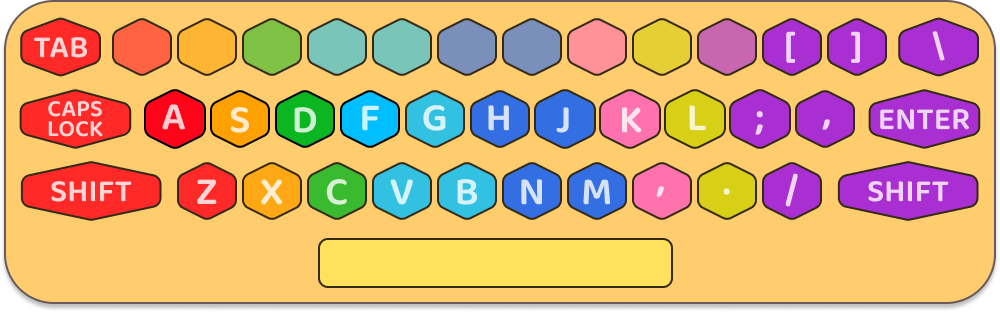 TAB [ ] \
CAPS
LOCK
A S D F G H J K L ; , ENTER
SHIFT Z X C V B N M ′ · / SHIFT